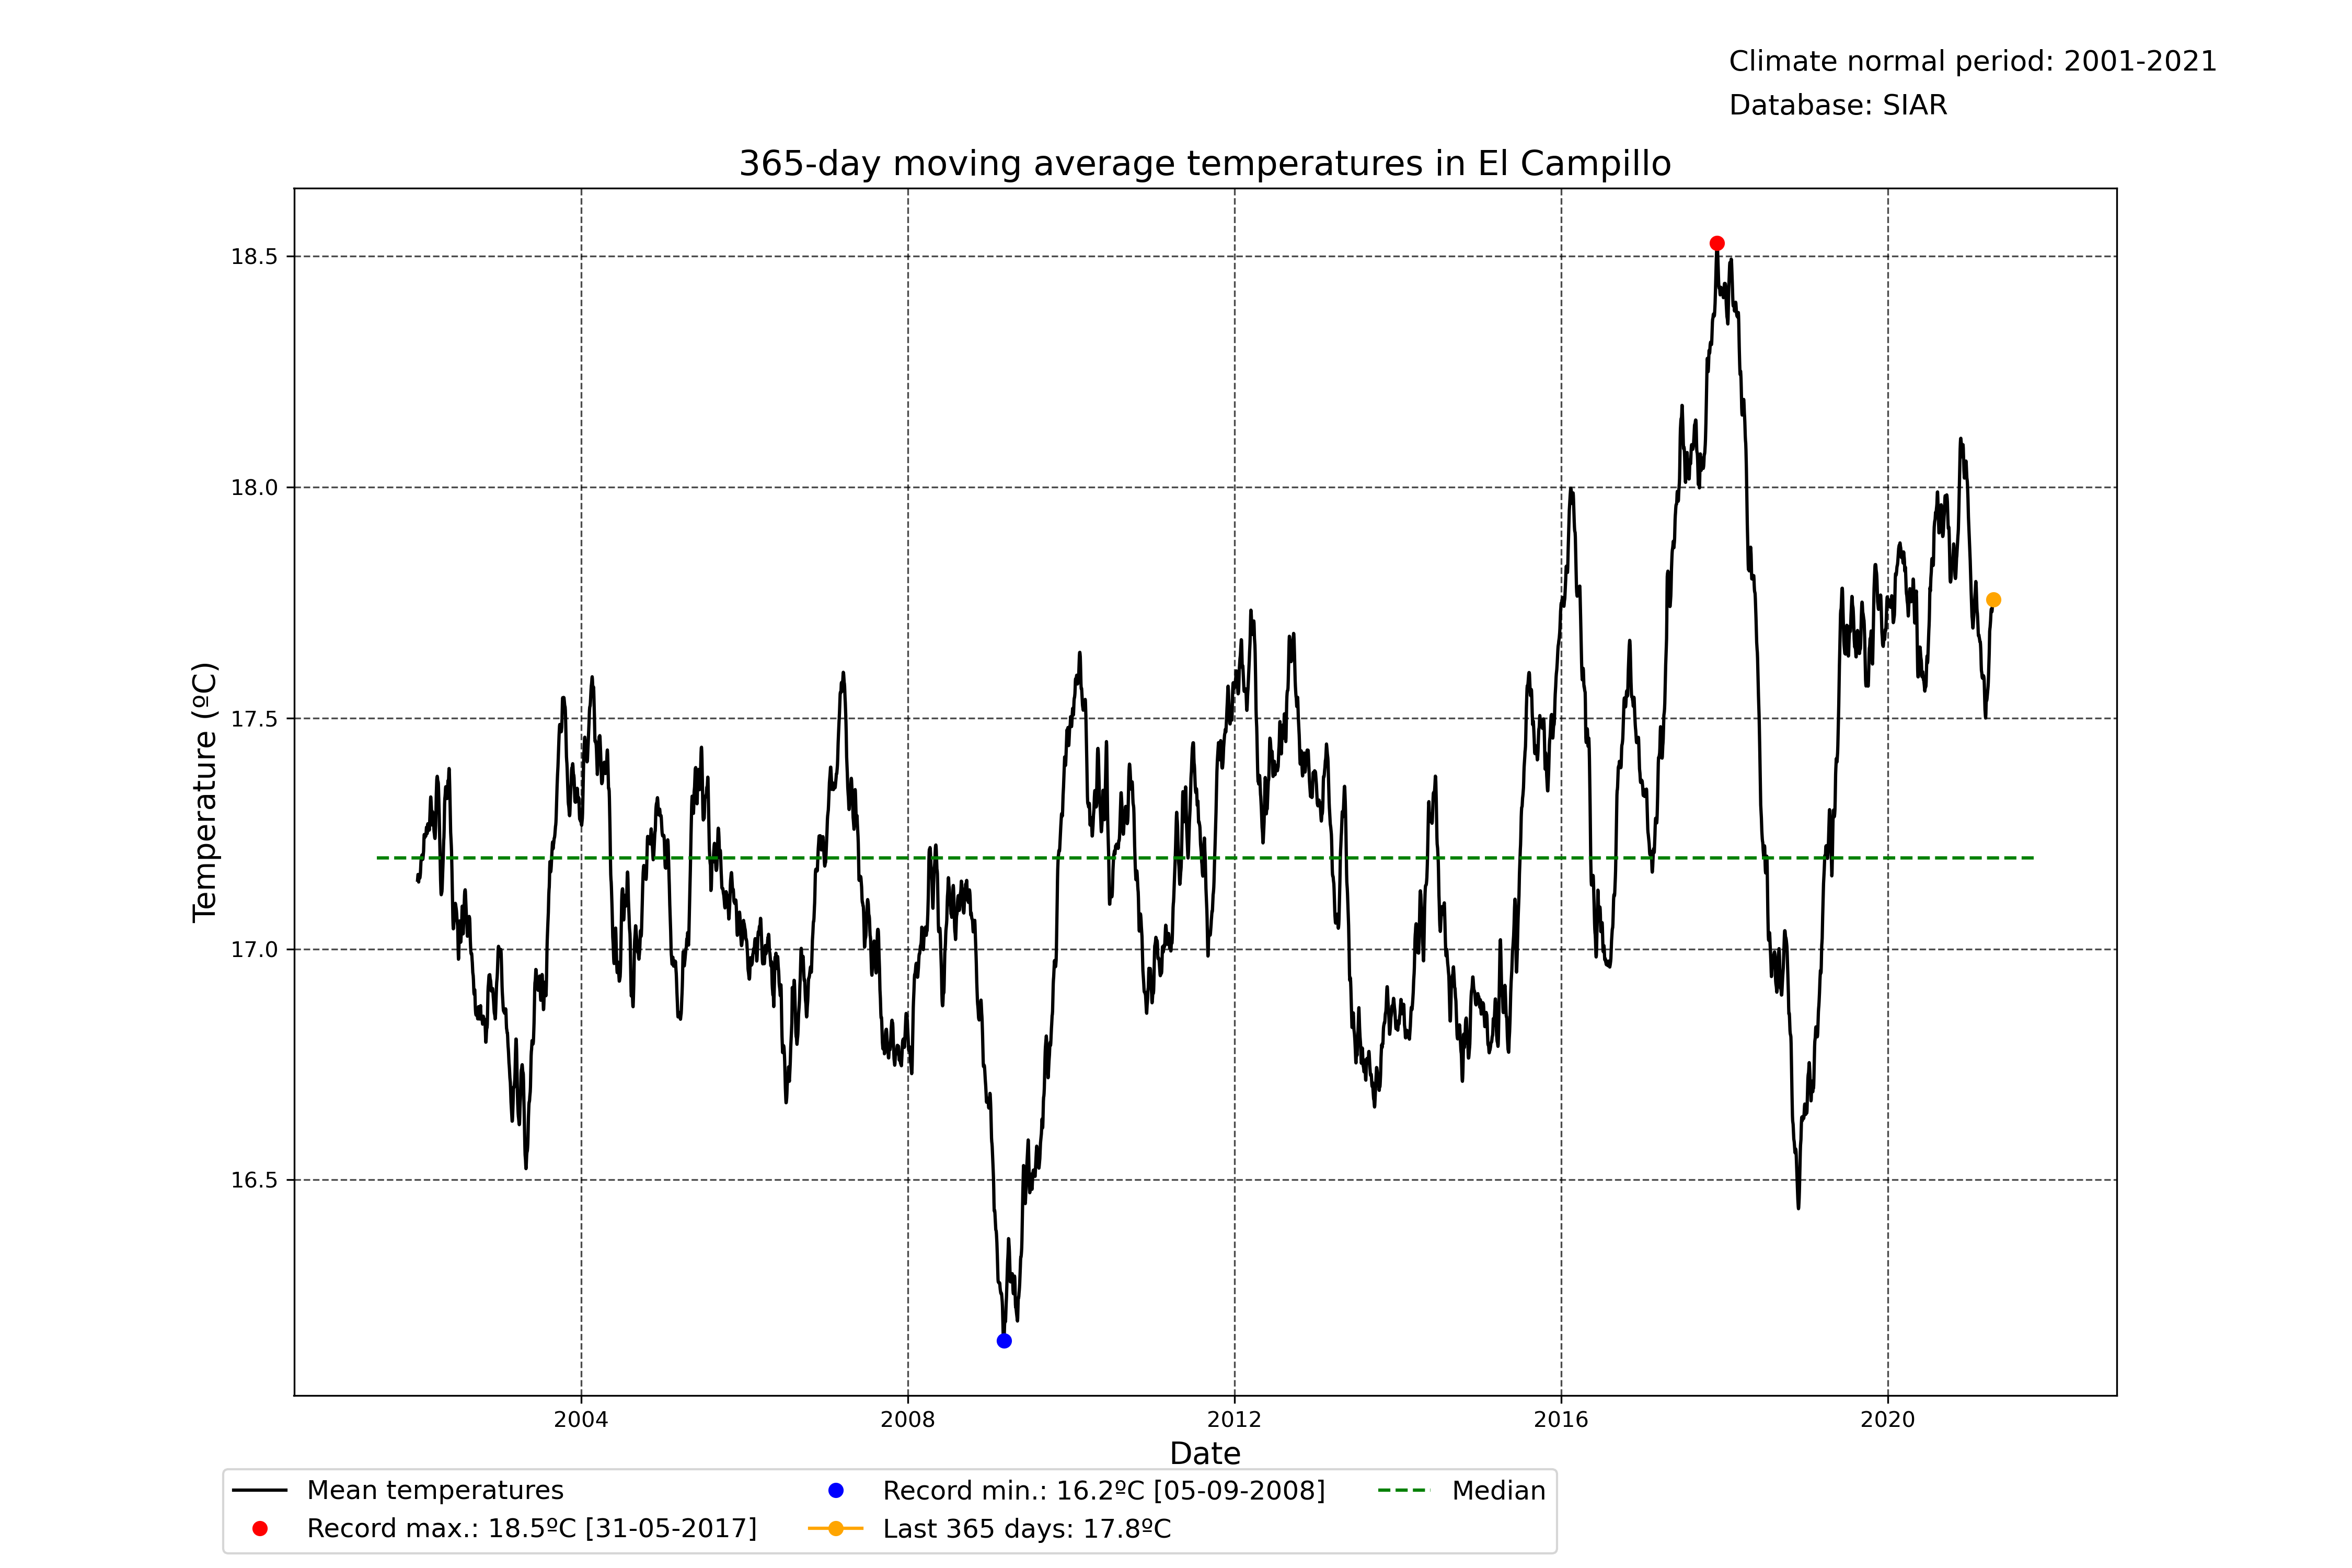 Climate normal period: 2001-2021
Database: SIAR
365-day moving average temperatures in El Campillo
18.5
18.0
17.5
17.0
16.5
Temperature (ºC)
2004
2008
2012
2016
2020
Date
Mean temperatures
Record max.: 18.5ºC [31-05-2017]
Record min.: 16.2ºC [05-09-2008]
Last 365 days: 17.8ºC
Median